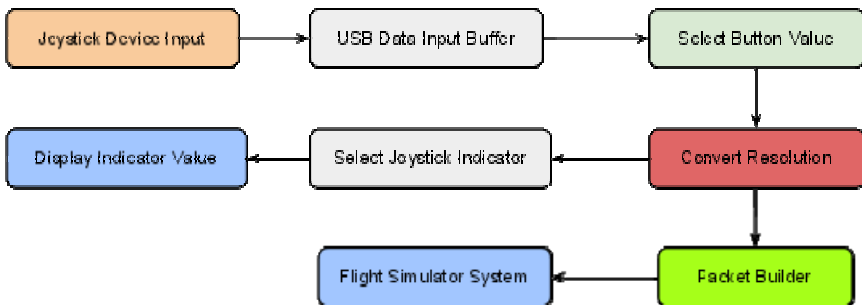 Joystick Device Input
USB Data Input Buffer
Select Button Value
Display Indicator Value
Select Joystick Indicator
Convert Resolution
Flight Simulator System
Packet Builder